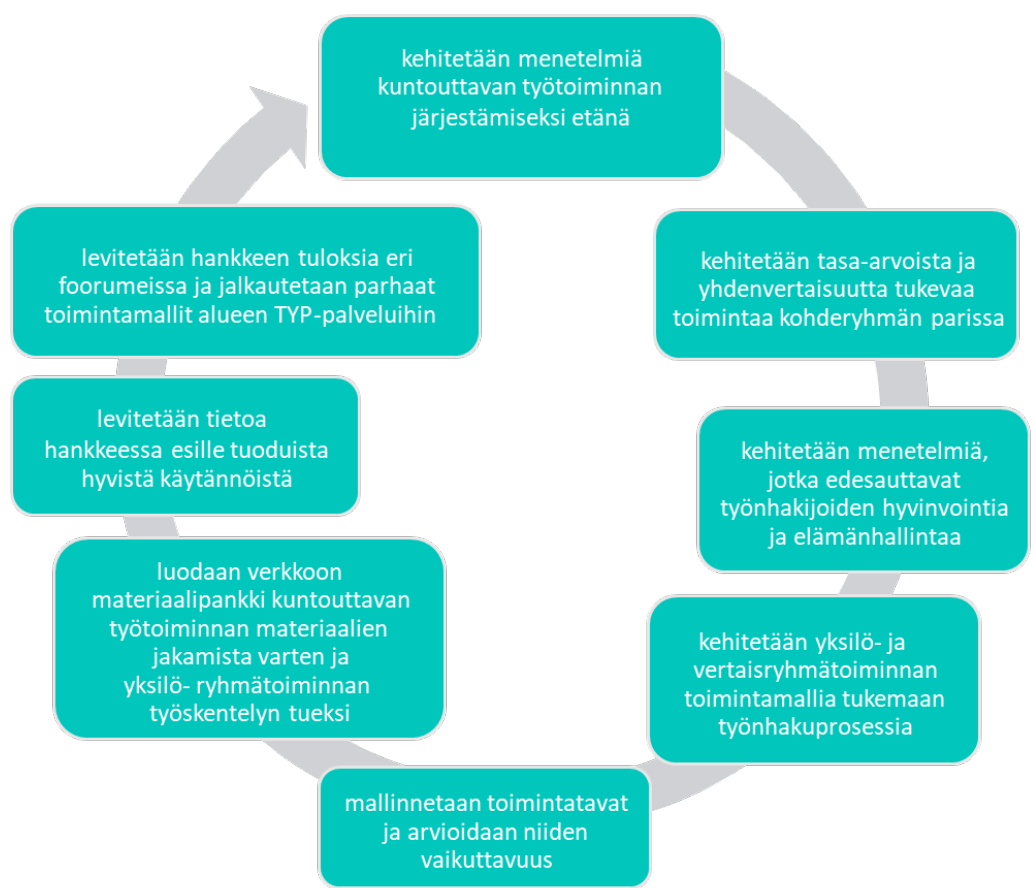 kehitetään menetelmiä
kuntouttavan työtoiminnan
järjestämiseksi etänä
kehitetään tasa-arvoista ja
yhdenvertaisuutta tukevaa
toimintaa kohderyhmän parissa
kehitetään menetelmiä,
jotka edesauttavat
työnhakijoiden hyvinvointia
ja elämänhallintaa
kehitetään yksilö- ja
vertaisryhmätoiminnan
toimintamallia tukemaan
työnhakuprosessia
mallinnetaan toimintatavat
ja arvioidaan niiden
vaikuttavuus
luodaan verkkoon
materiaalipankki kuntouttavan
työtoiminnan materiaalien
jakamista varten ja
yksilö- ryhmätoiminnan
työskentelyn tueksi
levitetään tietoa
hankkeessa esille tuoduista
hyvistä käytännöistä
levitetään hankkeen tuloksia eri
foorumeissa ja jalkautetaan parhaat
toimintamallit alueen TYP-palveluihin